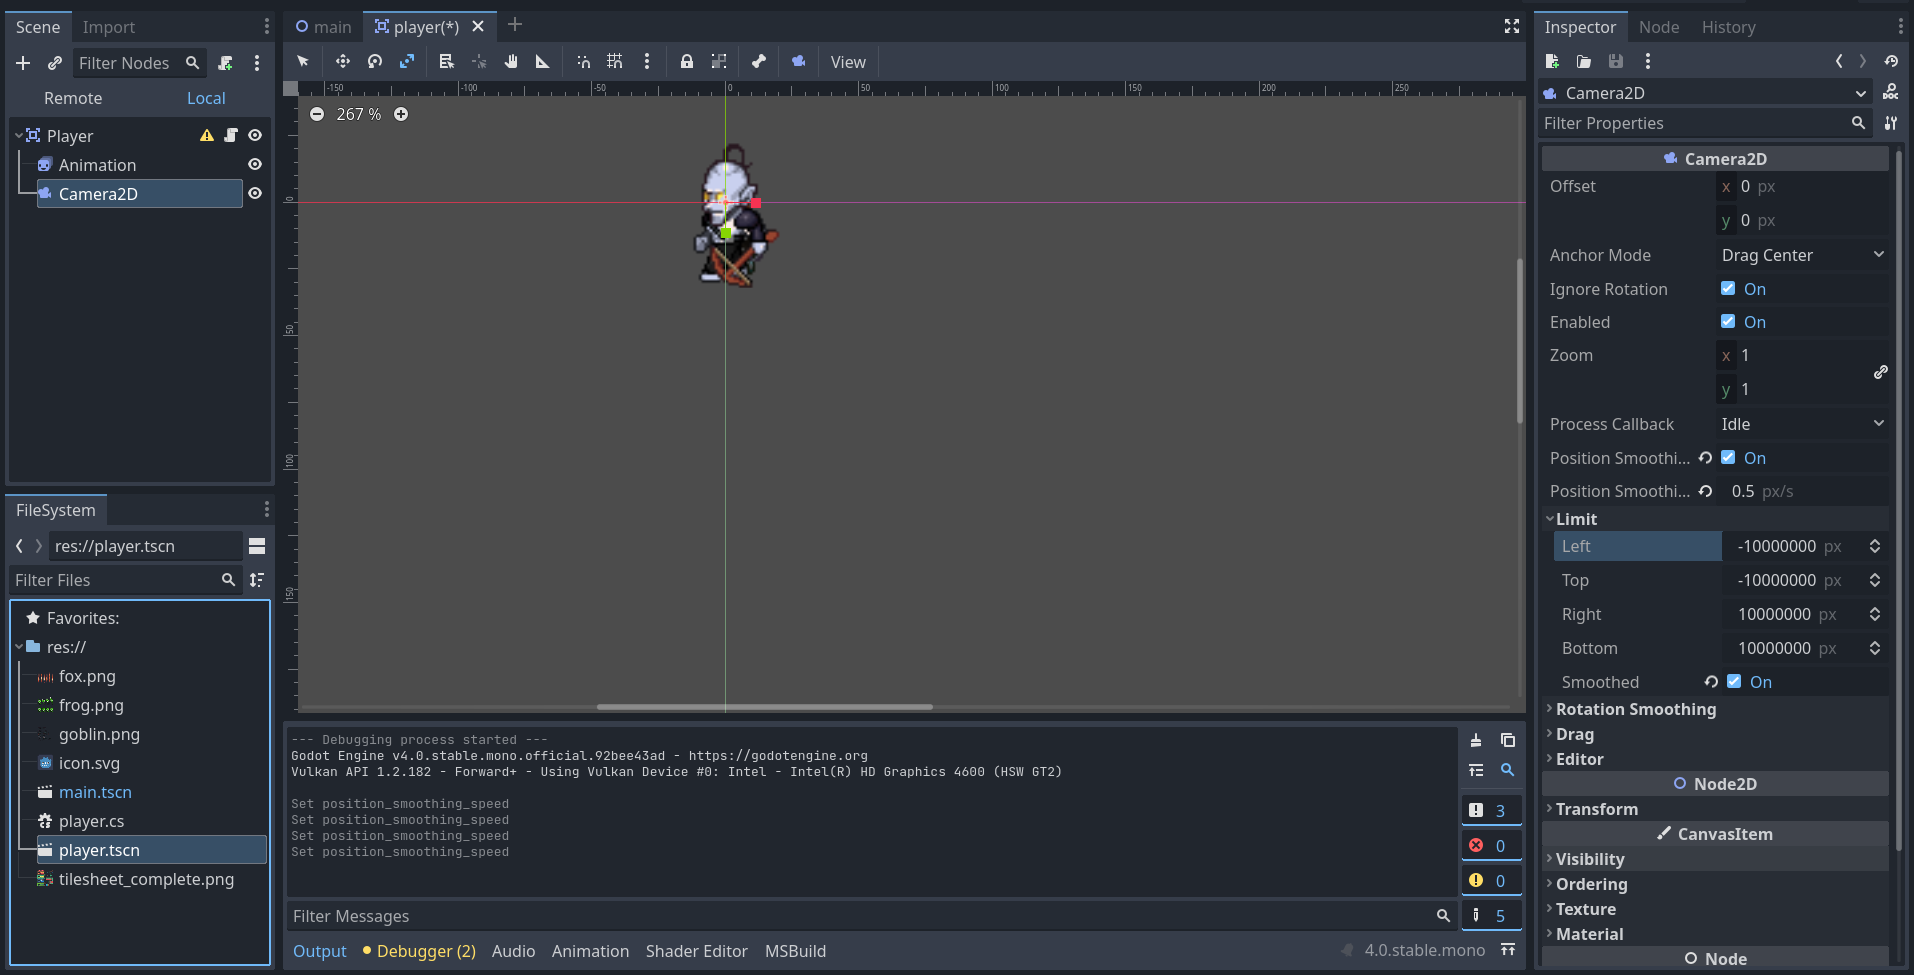 Scene
Import
Filter Nodes
Remote
Local
Player
Animation
Camera2D
FileSystem
res://player.tscn
Filter Files
Favorites:
res://
fox.png
frog.png
goblin.png
icon.svg
main.tscn
player.cs
player.tscn
tilesheet_complete.png
main
player(*)
View
-150
-100
-50
0
50
100
150
200
250
267 %
0
50
100
150
--- Debugging process started ---
Godot Engine v4.0.stable.mono.official.92bee43ad - https://godotengine.org
Vulkan API 1.2.182 - Forward+ - Using Vulkan Device #0: Intel - Intel(R) HD Graphics 4600 (HSW GT2)
Set position_smoothing_speed
Set position_smoothing_speed
Set position_smoothing_speed
Set position_smoothing_speed
3
0
0
5
Filter Messages
Output
Debugger (2)
Audio
Animation
Shader Editor
MSBuild
4.0.stable.mono
Inspector
Node
History
Camera2D
DOC
Filter Properties
Camera2D
Offset x 0 px
y 0 px
Anchor Mode Drag Center
Ignore Rotation On
Enabled On
Zoom x 1
y 1
Process Callback Idle
Position Smoothi... On
Position Smoothi... 0.5 px/s
Limit
Left -10000000 px
Top -10000000 px
Right 10000000 px
Bottom 10000000 px
Smoothed On
Rotation Smoothing
Drag
Editor
Node2D
Transform
CanvasItem
Visibility
Ordering
Texture
Material
Node